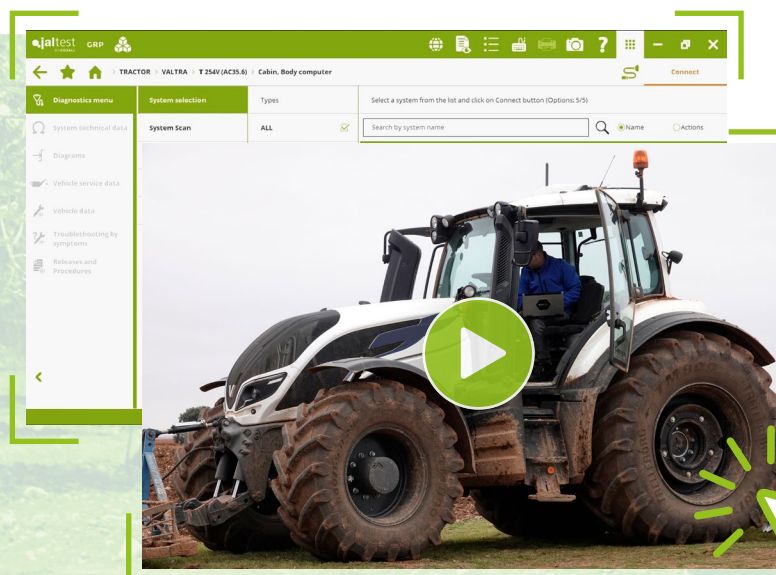 jaltest GRP ?
> TRACTOR > VALTRA > T 254V (AC35.6) > Cabin, Body computer
Connect
Diagnostics menu
System selection
Types
Select a system from the list and click on Connect button (Options: 5/5)
System technical data
System Scan
ALL
Search by system name
Name
Actions
Diagrams
Vehicle service data
Vehicle data
Troubleshooting by
symptoms
Releases and
Procedures